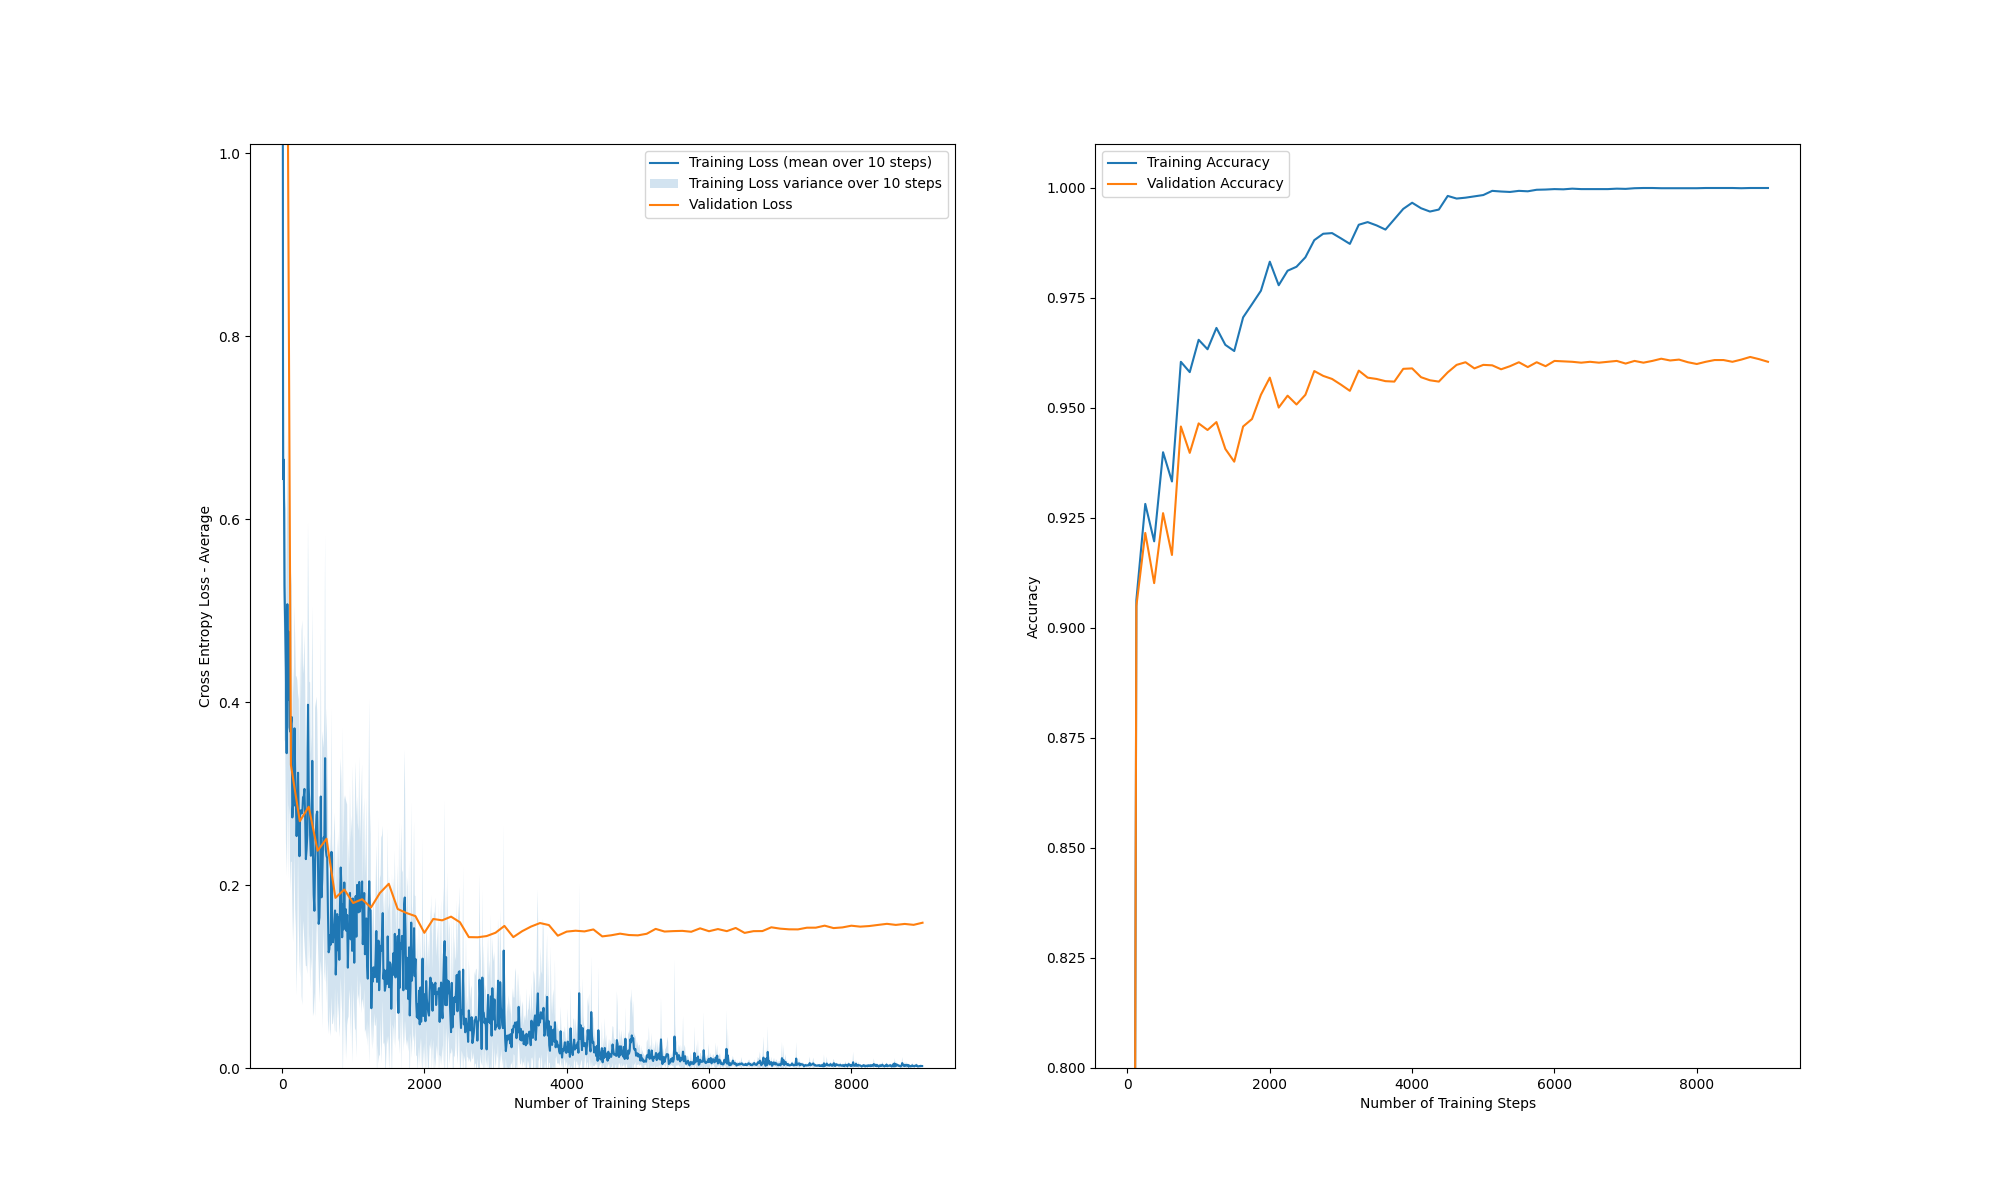 Training Loss (mean over 10 steps)
Training Loss variance over 10 steps
Validation Loss
1.0
0.8
0.6
0.4
0.2
0.0
Cross Entropy Loss - Average
0 2000 4000 6000 8000
Number of Training Steps
Training Accuracy
Validation Accuracy
1.000
0.975
0.950
0.925
0.900
0.875
0.850
0.825
0.800
Accuracy
0 2000 4000 6000 8000
Number of Training Steps